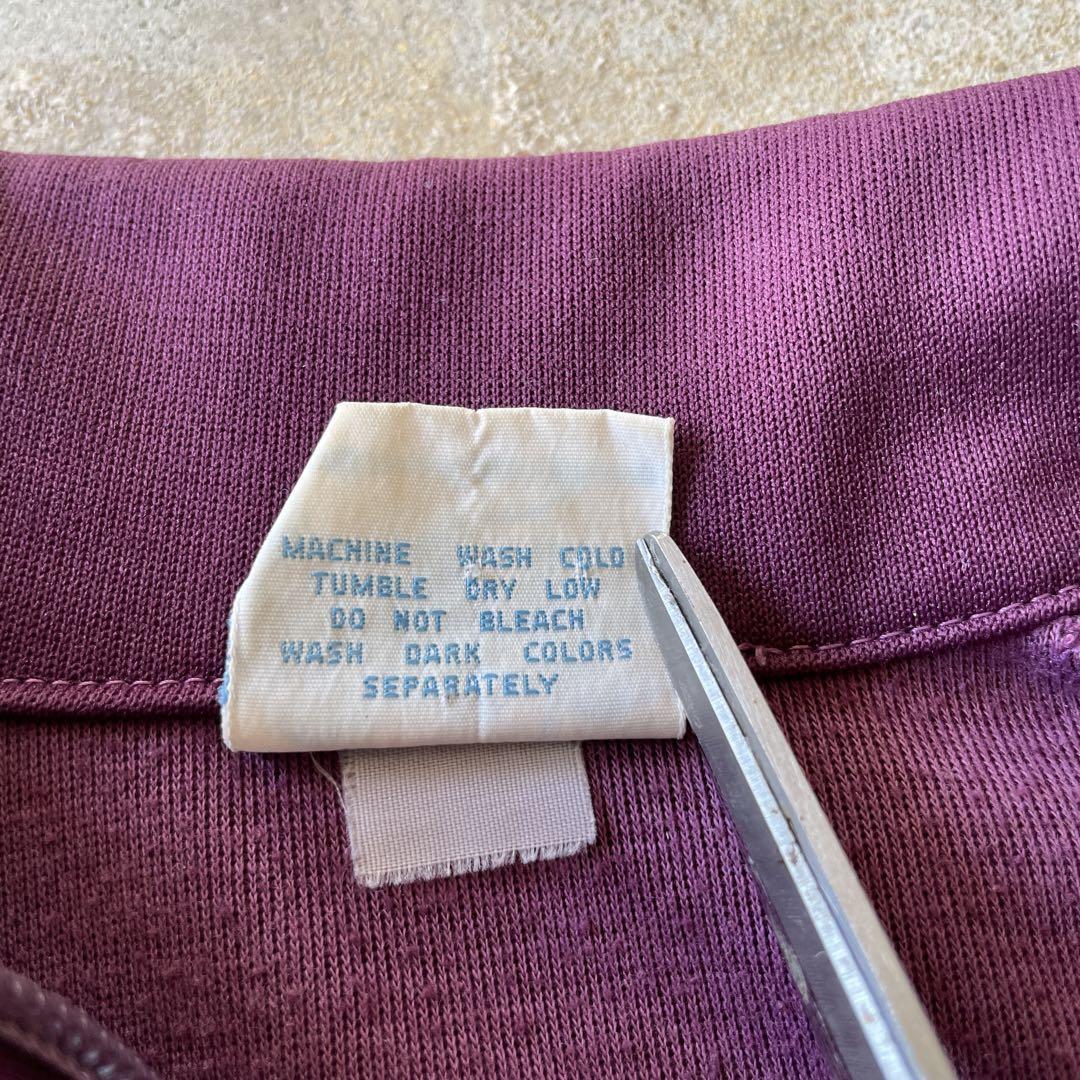 MACHINE WASH COLD
TUMBLE DRY LOW
DO NOT BLEACH
WASH DARK COLORS
SEPARATELY